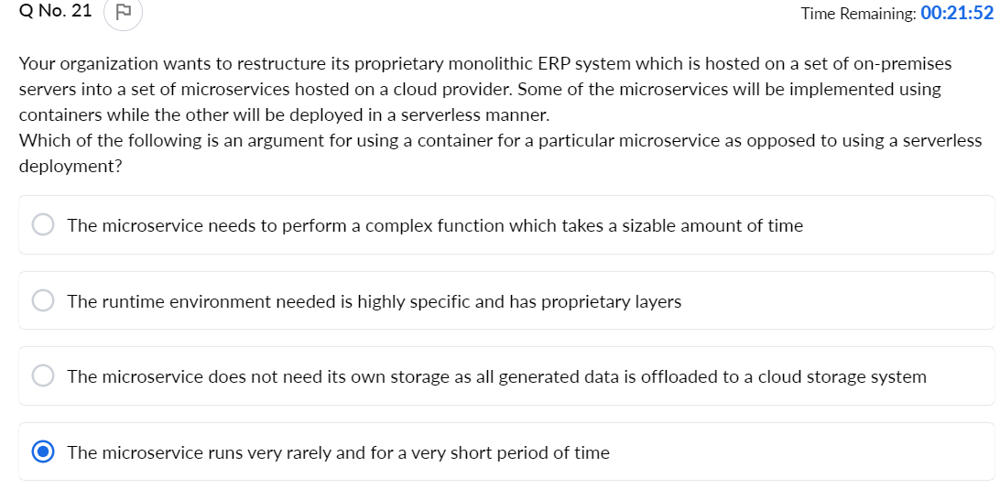 Q No. 21
Time Remaining: 00:21:52
Your organization wants to restructure its proprietary monolithic ERP system which is hosted on a set of on-premises
servers into a set of microservices hosted on a cloud provider. Some of the microservices will be implemented using
containers while the other will be deployed in a serverless manner.
Which of the following is an argument for using a container for a particular microservice as opposed to using a serverless
deployment?
The microservice needs to perform a complex function which takes a sizable amount of time
The runtime environment needed is highly specific and has proprietary layers
The microservice does not need its own storage as all generated data is offloaded to a cloud storage system
The microservice runs very rarely and for a very short period of time